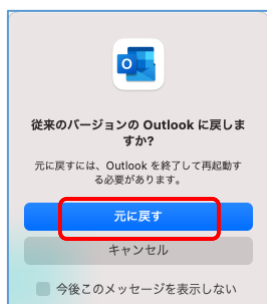 従来のバージョンの Outlook に戻しま
すか?
元に戻すには、Outlook を終了して再起動す
る必要があります。
元に戻す
キャンセル
今後このメッセージを表示しない